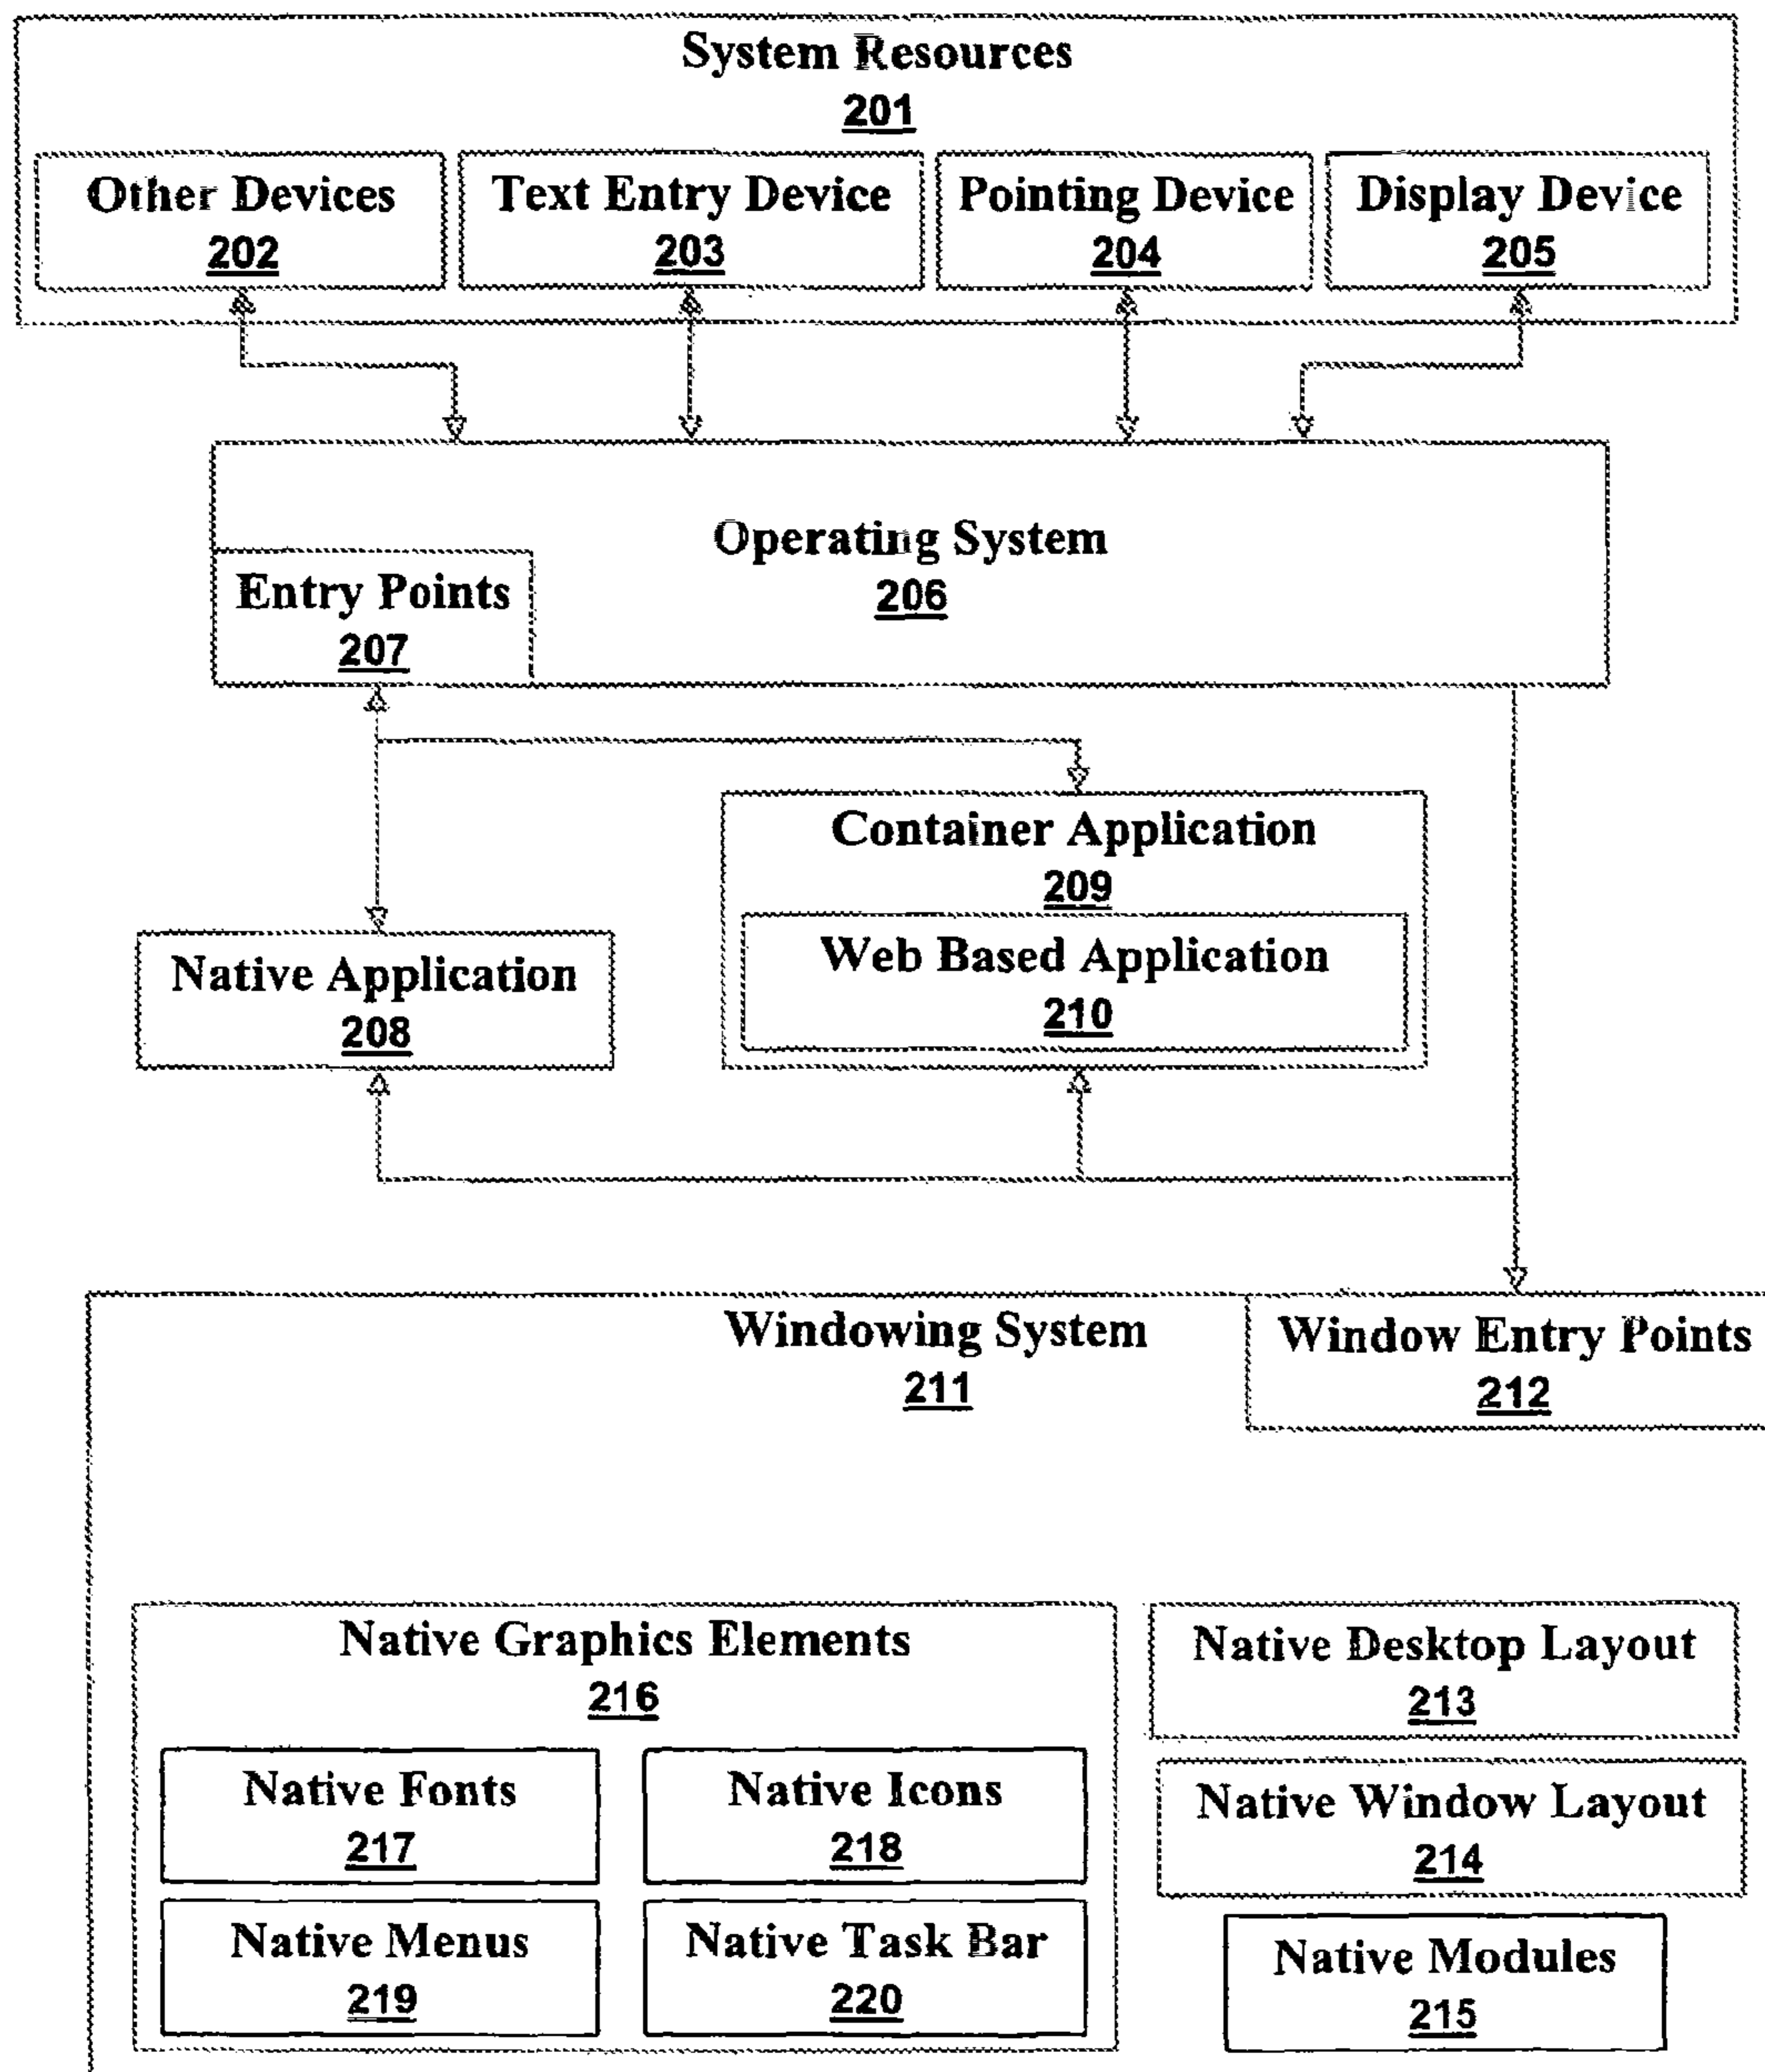 System Resources
201
Other Devices
202
Text Entry Device
203
Pointing Device
204
Display Device
205
Operating System
206
Entry Points
207
Container Application
209
Web Based Application
210
Native Application
208
Windowing System
211
Window Entry Points
212
Native Graphics Elements
216
Native Fonts
217
Native Icons
218
Native Menus
219
Native Task Bar
220
Native Desktop Layout
213
Native Window Layout
214
Native Modules
215